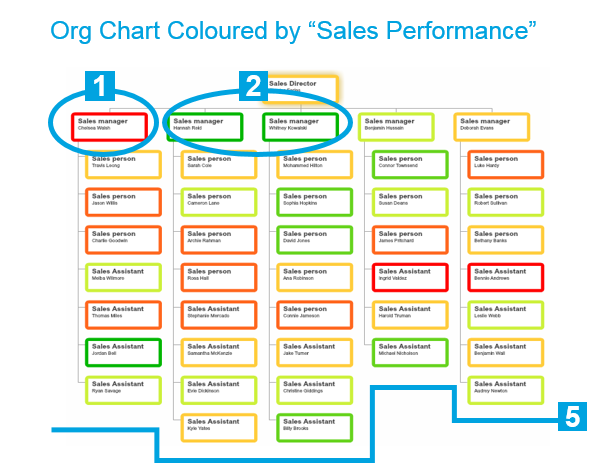 Org Chart Coloured by “Sales Performance”
1
2
Sales Director
Sales manager
Chelsea Walsh
Sales manager
Hannah Reid
Sales manager
Whitney Kowalski
Sales manager
Benjamin Hussain
Sales manager
Deborah Evans
Sales person
Travis Leong
Sales person
Sarah Cole
Sales person
Mohammed Hilton
Sales person
Connor Townsend
Sales person
Luke Hardy
Sales person
Jason Willis
Sales person
Cameron Lane
Sales person
Sophia Hopkins
Sales person
Susan Deane
Sales person
Robert Sullivan
Sales person
Charlie Goodwin
Sales person
Archie Rahman
Sales person
David Jones
Sales person
James Pritchard
Sales person
Bethany Banks
Sales Assistant
Melba Wilmore
Sales person
Rosa Hall
Sales person
Ana Robinson
Sales Assistant
Ingrid Valdez
Sales Assistant
Bennie Andrews
Sales Assistant
Thomas Miles
Sales Assistant
Stephanie Mercado
Sales person
Connie Jameson
Sales Assistant
Harold Truman
Sales Assistant
Leslie Webb
Sales Assistant
Jordan Bell
Sales Assistant
Samantha McKenzie
Sales Assistant
Jake Turner
Sales Assistant
Michael Nicholson
Sales Assistant
Benjamin Wall
Sales Assistant
Ryan Savage
Sales Assistant
Evie Dickinson
Sales Assistant
Christine Giddings
Sales Assistant
Audrey Newton
Sales Assistant
Kyle Yates
Sales Assistant
Billy Brooks
5